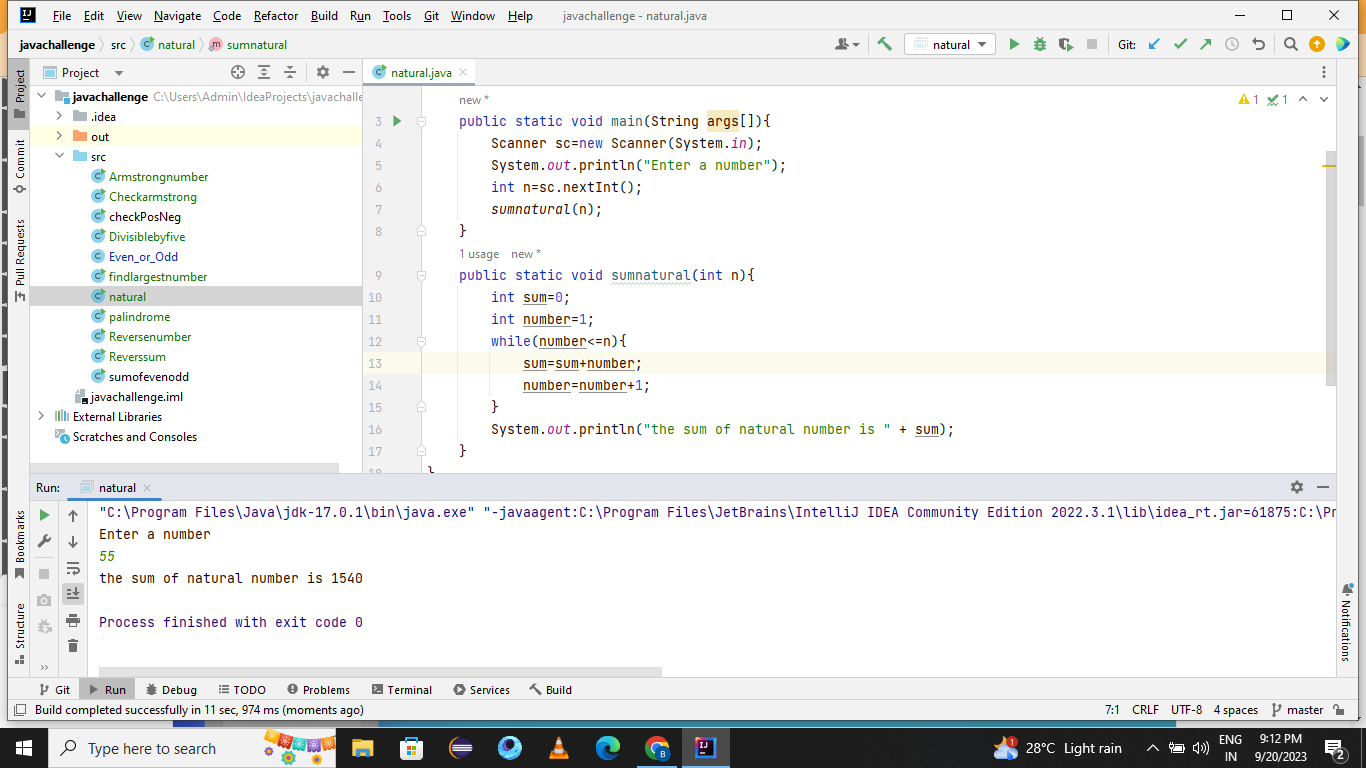 File Edit View Navigate Code Refactor Build Run Tools Git Window Help javachallenge - natural.java
javachallenge src natural sumnatural natural Git:
Project natural.java
javachallenge C:\Users\Admin\IdeaProjects\javachalle
.idea
out
src
Armstrongnumber
Checkarmstrong
checkPosNeg
Divisiblebyfive
Even_or_Odd
findlargestnumber
natural
palindrome
Reversenumber
Reverssum
sumofevenodd
javachallenge.iml
External Libraries
Scratches and Consoles
Project
Commit
Pull Requests
Bookmarks
Structure
new *
1 1
3 public static void main(String args[]){
4 Scanner sc=new Scanner(System.in);
5 System.out.println("Enter a number");
6 int n=sc.nextInt();
7 sumnatural(n);
8 }
1 usage new *
9 public static void sumnatural(int n){
10 int sum=0;
11 int number=1;
12 while(number<=n){
13 sum=sum+number;
14 number=number+1;
15 }
16 System.out.println("the sum of natural number is " + sum);
17 }
18 }
Run: natural
"C:\Program Files\Java\jdk-17.0.1\bin\java.exe" "-javaagent:C:\Program Files\JetBrains\IntelliJ IDEA Community Edition 2022.3.1\lib\idea_rt.jar=61875:C:\Pr
Enter a number
55
the sum of natural number is 1540
Process finished with exit code 0
Notifications
Git Run Debug TODO Problems Terminal Services Build
Build completed successfully in 11 sec, 974 ms (moments ago) 7:1 CRLF UTF-8 4 spaces master
Type here to search 28°C Light rain ENG IN 9:12 PM 9/20/2023 2